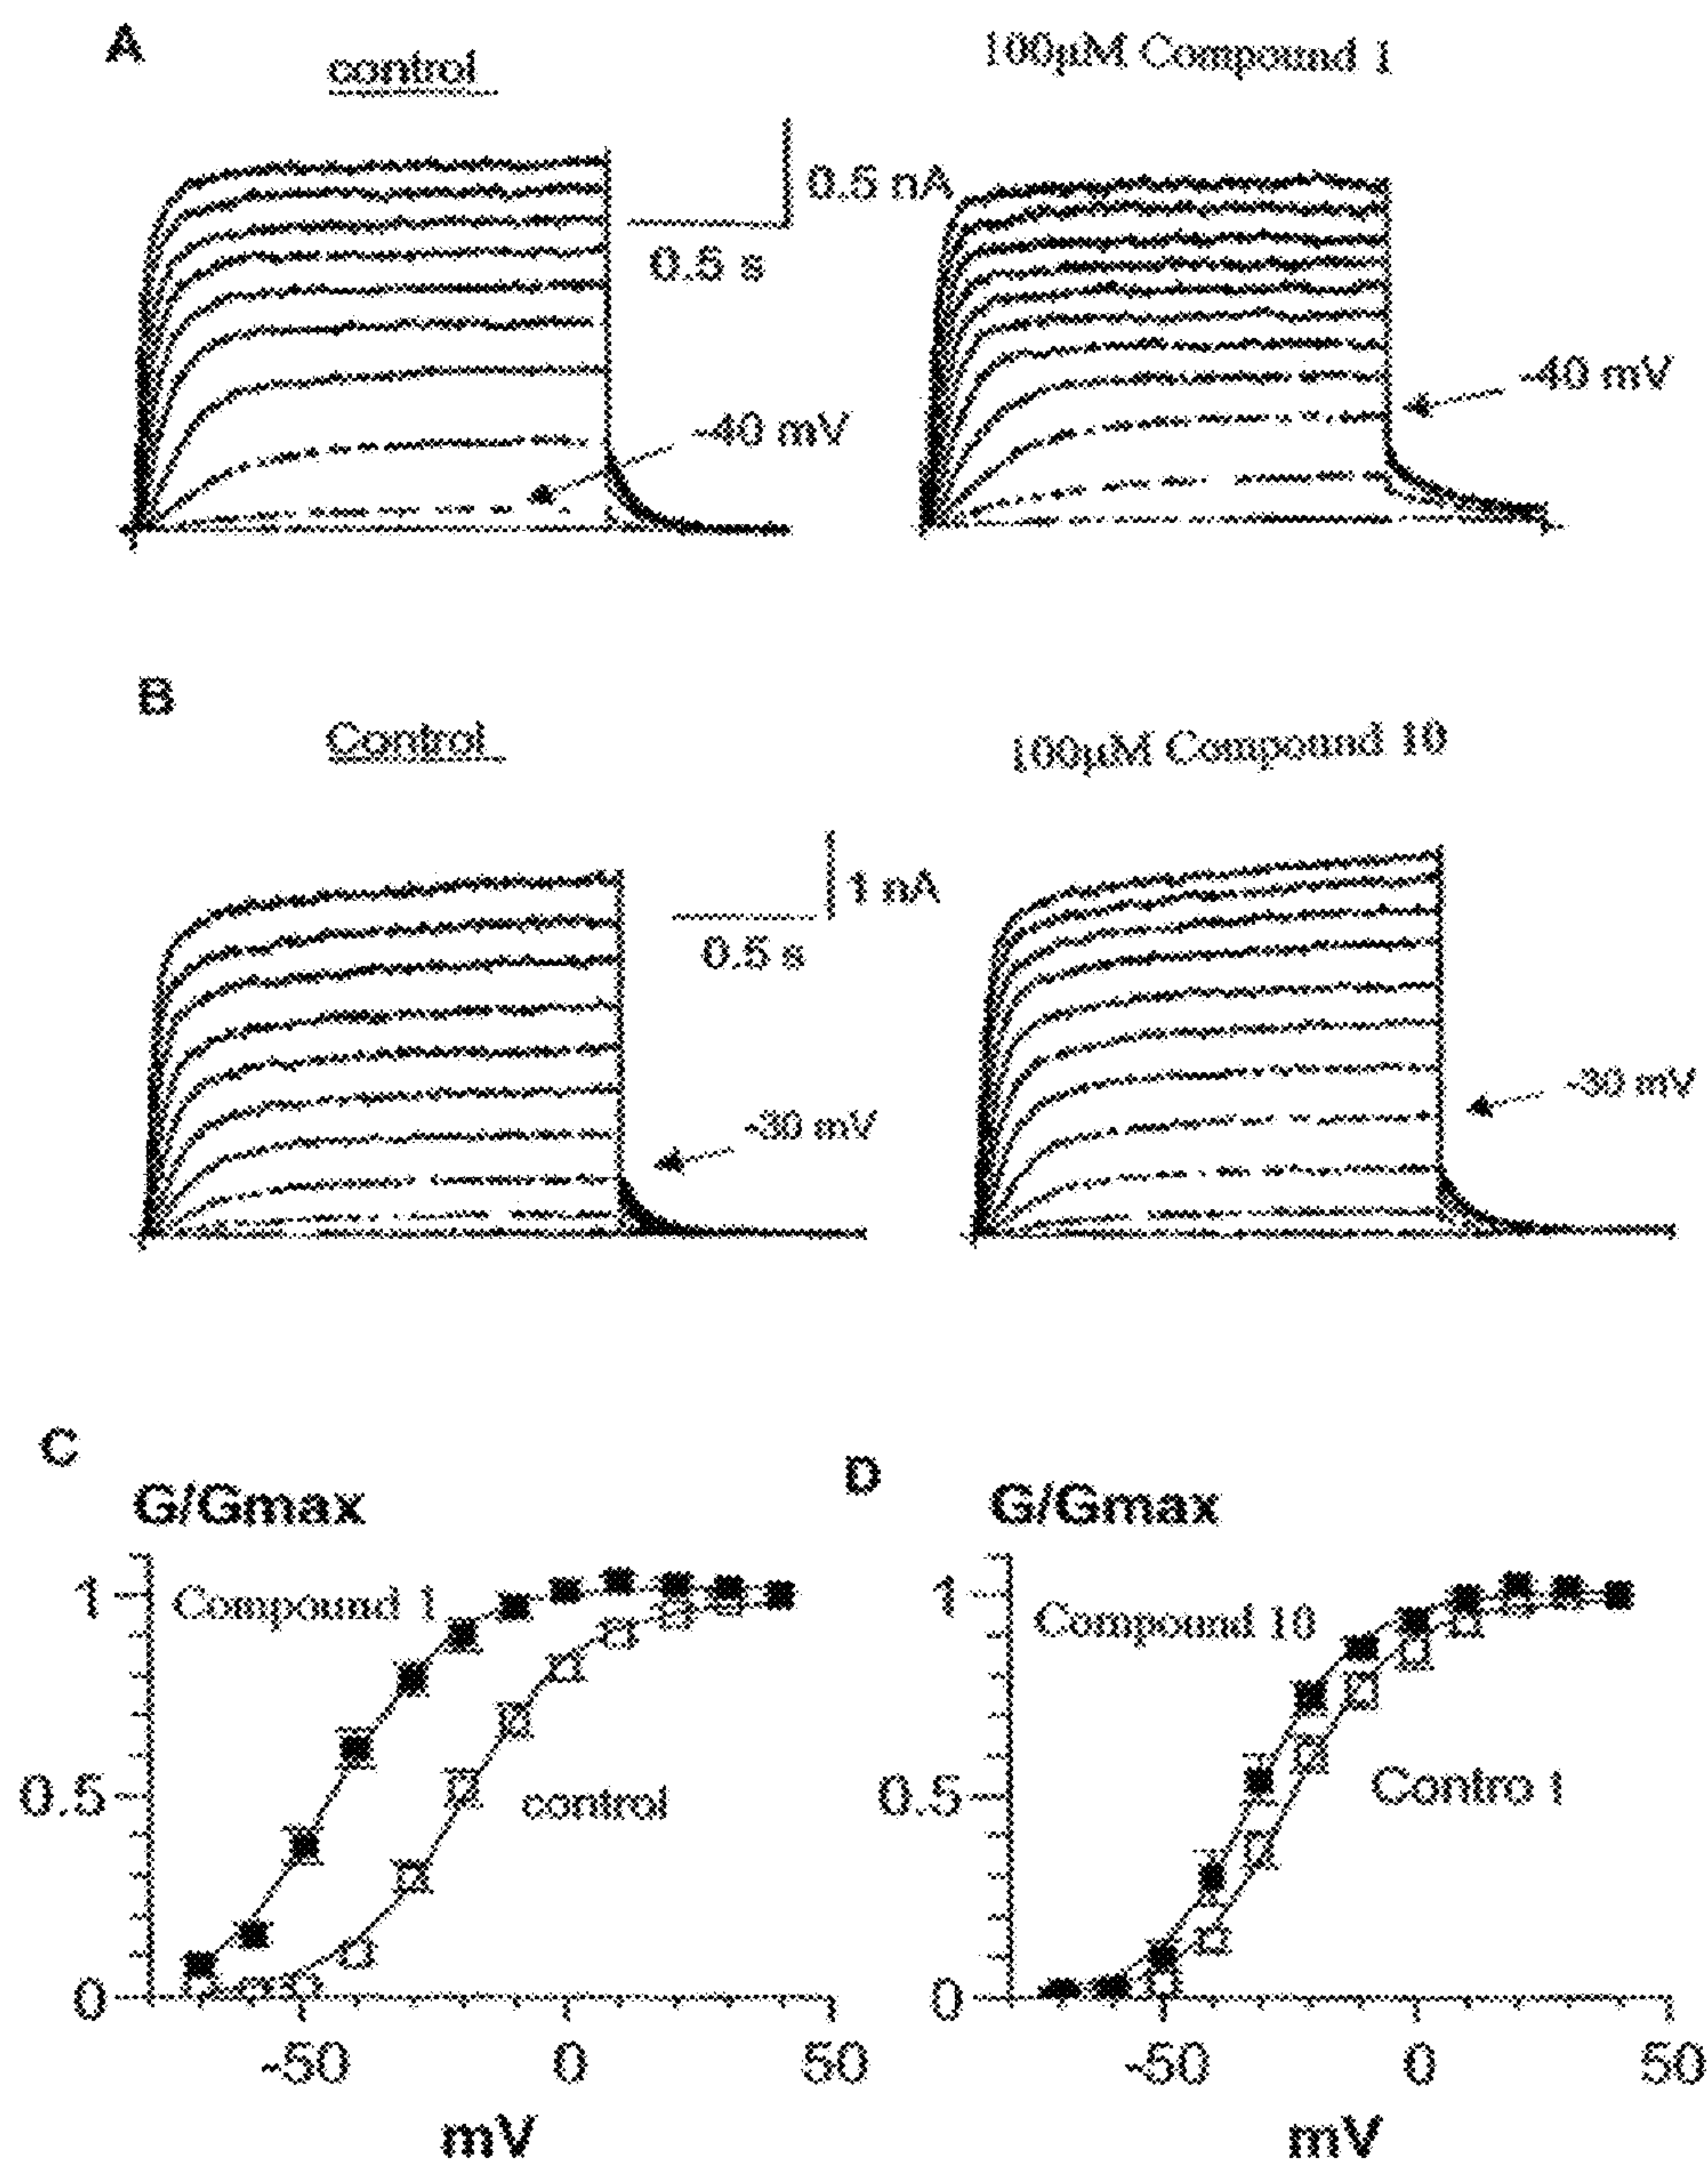 A
control
100µM Compound 1
0.5 nA
0.5 s
-40 mV
-40 mV
B
Control
100µM Compound 10
1 nA
0.5 s
-30 mV
-30 mV
C
G/Gmax
1
Compound 1
0.5
control
0
-50
0
50
mV
D
G/Gmax
1
Compound 10
0.5
Contro l
0
-50
0
50
mV